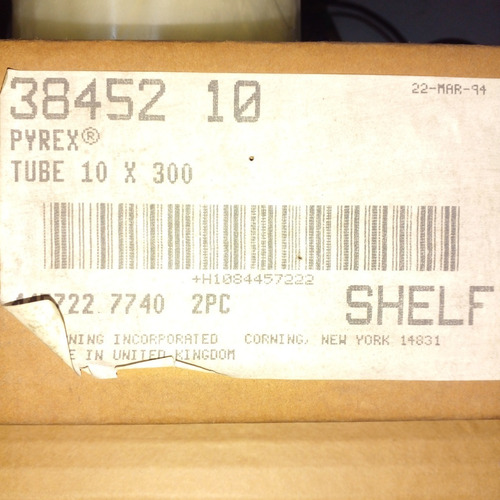 38452 10
22-MAR-94
PYREX®
TUBE 10 X 300
+H1084457222
722 7740 2PC
SHELF
NING INCORPORATED CORNING, NEW YORK 14831
E IN UNITED KINGDOM